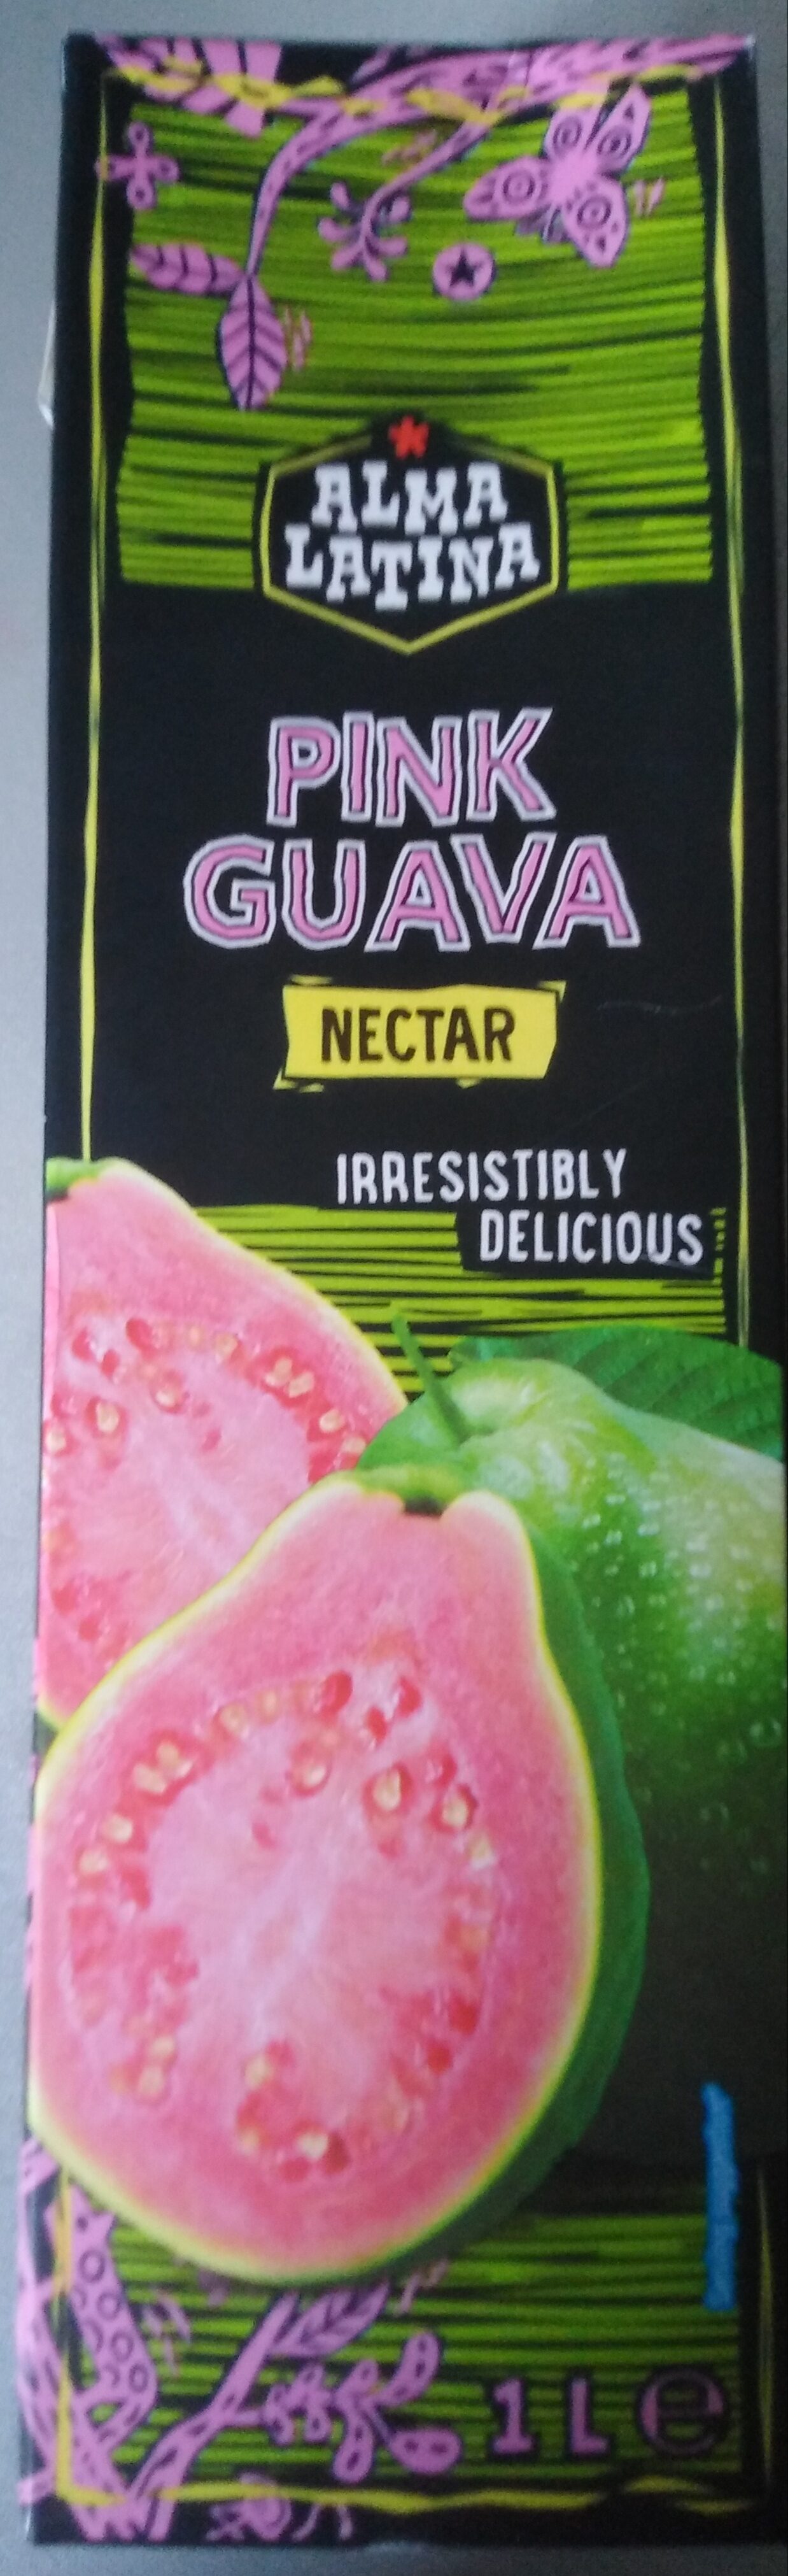 ALMA
LATINA
PINK
GUAVA
NECTAR
IRRESISTIBLY
DELICIOUS
1 L e